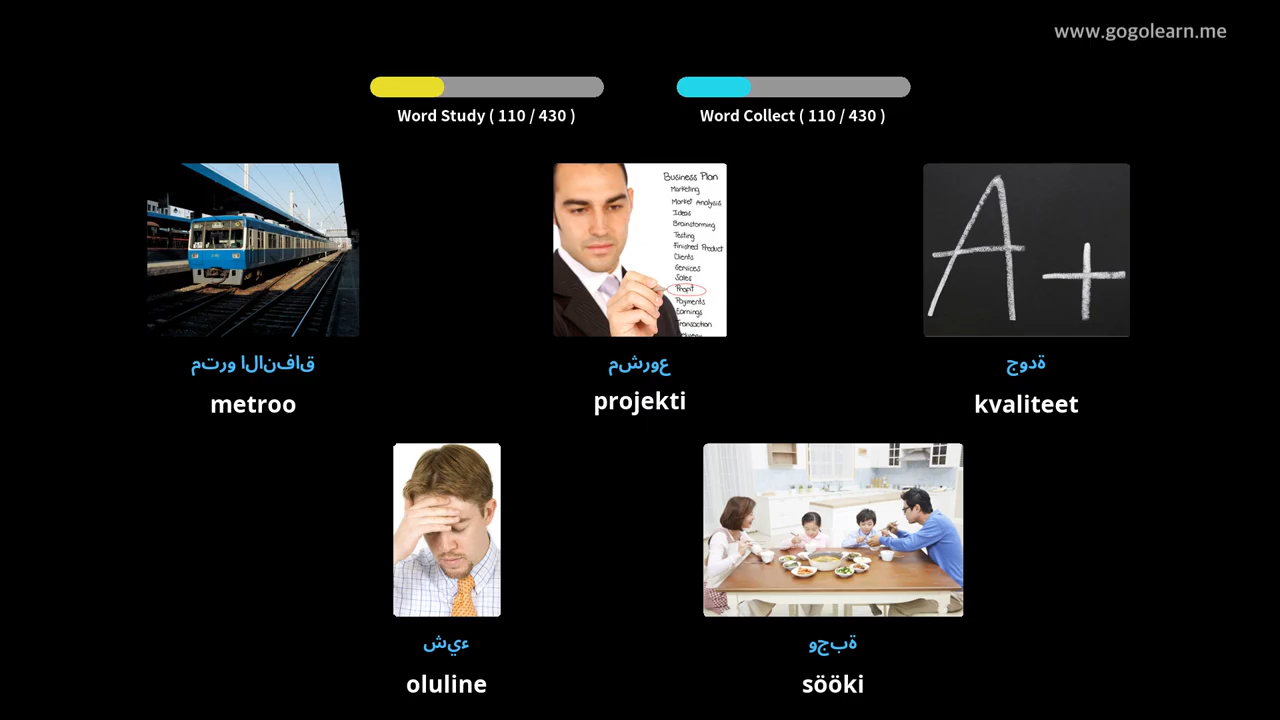 www.gogolearn.me
Word Study ( 110 / 430 )
Word Collect ( 110 / 430 )
مترو الانفاق
مشروع
جودة
metroo
projekti
kvaliteet
شيء
وجبة
oluline
sööki
Business Plan
Marketing
Market Analysis
Ideas
Brainstorming
Testing
Finished Product
Clients
Services
Sales
Profit
Payments
Earnings
Transaction
A+